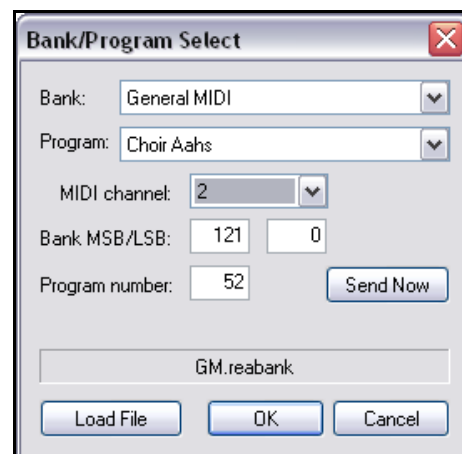 Bank/Program Select
Bank: General MIDI
Program: Choir Aahs
MIDI channel: 2
Bank MSB/LSB: 121 0
Program number: 52 Send Now
GM.reabank
Load File OK Cancel